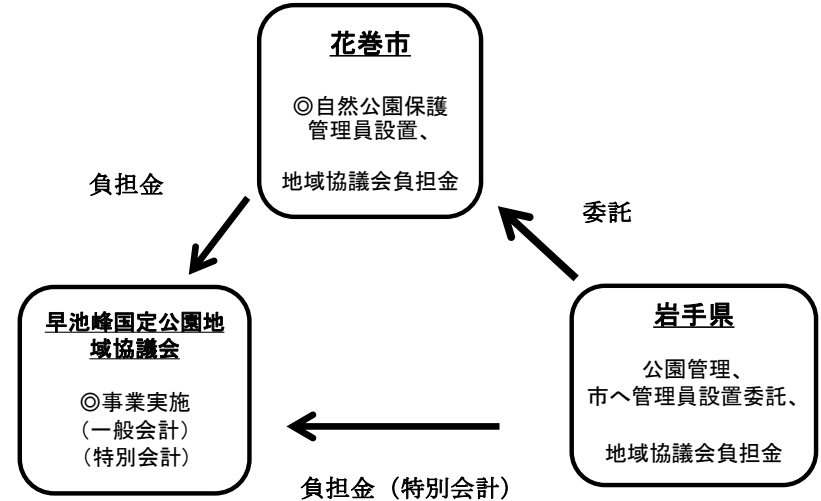 花巻市
◎自然公園保護
管理員設置、
地域協議会負担金
負担金
委託
早池峰国定公園地
域協議会
◎事業実施
（一般会計）
（特別会計）
岩手県
公園管理、
市へ管理員設置委託、
地域協議会負担金
負担金（特別会計）